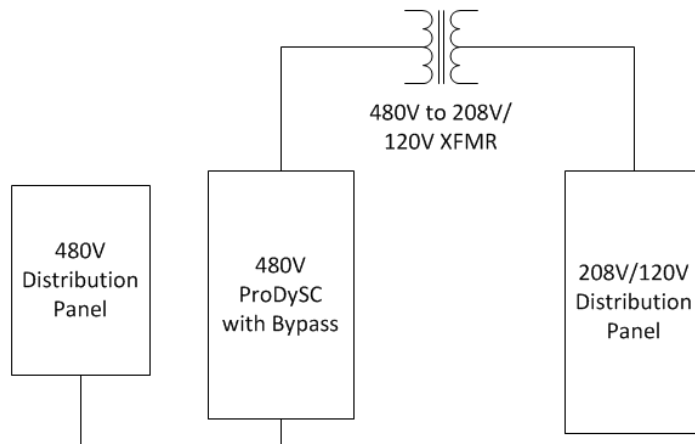 480V to 208V/
120V XFMR
480V
Distribution
Panel
480V
ProDySC
with Bypass
208V/120V
Distribution
Panel